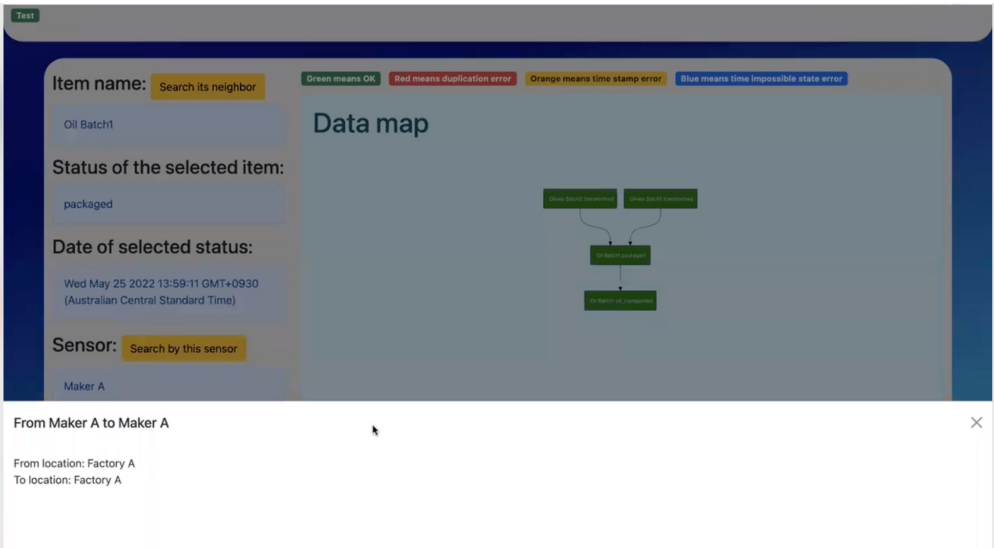 Test
Item name:
Search its neighbor
Oil Batch1
Status of the selected item:
packaged
Date of selected status:
Wed May 25 2022 13:59:11 GMT+0930
(Australian Central Standard Time)
Sensor:
Search by this sensor
Maker A
Green means OK
Red means duplication error
Orange means time stamp error
Blue means time impossible state error
Data map
Oil Batch1 packaged
From Maker A to Maker A
From location: Factory A
To location: Factory A